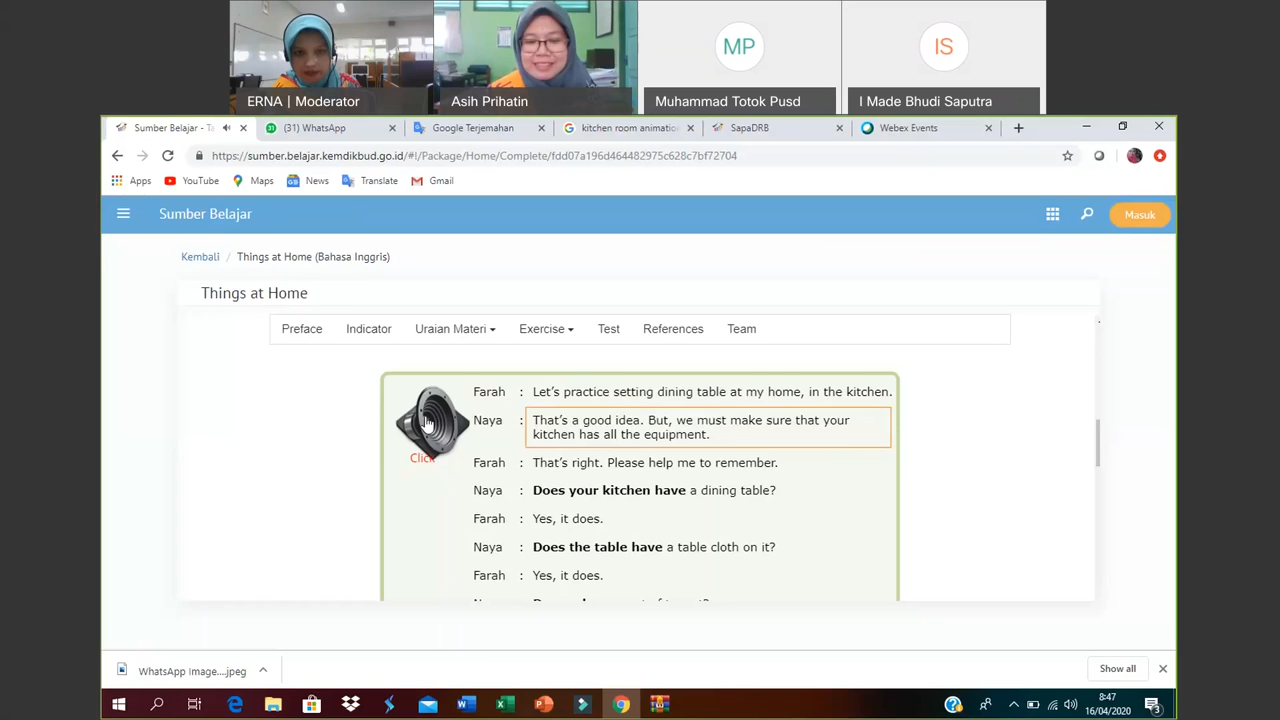 ERNA | Moderator
Asih Prihatin
MP
Muhammad Totok Pusd
IS
I Made Bhudi Saputra
Sumber Belajar - Ta
(31) WhatsApp
Google Terjemahan
kitchen room animatio
SapaDRB
Webex Events
https://sumber.belajar.kemdikbud.go.id/#!/Package/Home/Complete/fdd07a196d464482975c628c7bf72704
Apps YouTube Maps News Translate Gmail
Sumber Belajar
Masuk
Kembali / Things at Home (Bahasa Inggris)
Things at Home
Preface Indicator Uraian Materi Exercise Test References Team
Farah : Let's practice setting dining table at my home, in the kitchen.
Naya : That's a good idea. But, we must make sure that your
kitchen has all the equipment.
Click
Farah : That's right. Please help me to remember.
Naya : Does your kitchen have a dining table?
Farah : Yes, it does.
Naya : Does the table have a table cloth on it?
Farah : Yes, it does.
WhatsApp Image....jpeg
Show all
8:47
16/04/2020
3